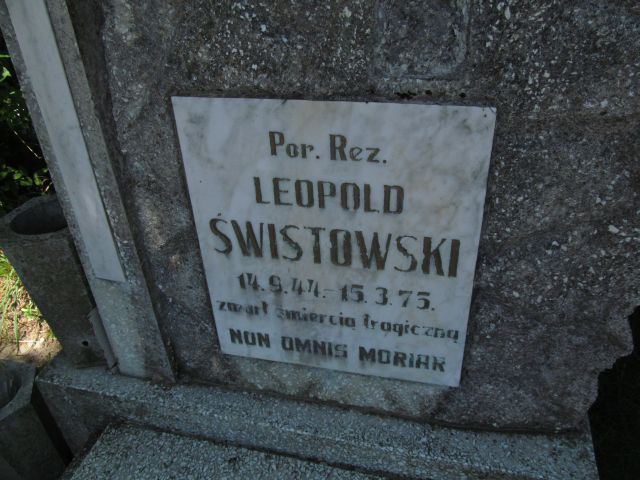 Por. Rez.
LEOPOLD
ŚWISTOWSKI
14.9.44.-15.3.75.
zmarł śmiercią tragiczną
NON OMNIS MORIAR